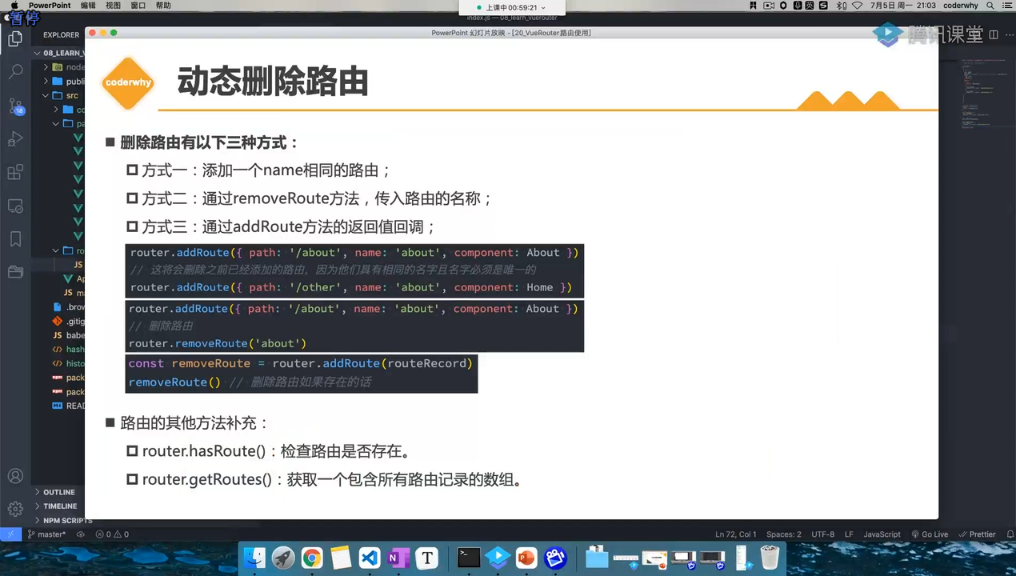 PowerPoint 编辑 视图 窗口 帮助
上课中 00:59:21
7月5日 周一 21:03 coderwhy
暂停
index.js — 08_learn_vuerouter
PowerPoint 幻灯片放映 - [20_VueRouter路由使用]
腾讯课堂
EXPLORER
08_LEARN_V
node
publi
src
co
pa
ro
JS
Ap
JS m
.brow
.gitig
JS babe
hash
histo
pack
pack
READ
OUTLINE
TIMELINE
NPM SCRIPTS
coderwhy
动态删除路由
删除路由有以下三种方式：
方式一：添加一个name相同的路由；
方式二：通过removeRoute方法，传入路由的名称；
方式三：通过addRoute方法的返回值回调；
router.addRoute({ path: '/about', name: 'about', component: About })
// 这将会删除之前已经添加的路由，因为他们具有相同的名字且名字必须是唯一的
router.addRoute({ path: '/other', name: 'about', component: Home })
router.addRoute({ path: '/about', name: 'about', component: About })
// 删除路由
router.removeRoute('about')
const removeRoute = router.addRoute(routeRecord)
removeRoute() // 删除路由如果存在的话
路由的其他方法补充：
router.hasRoute()：检查路由是否存在。
router.getRoutes()：获取一个包含所有路由记录的数组。
master* 0 0 Ln 72, Col 1 Spaces: 2 UTF-8 LF JavaScript Go Live Prettier